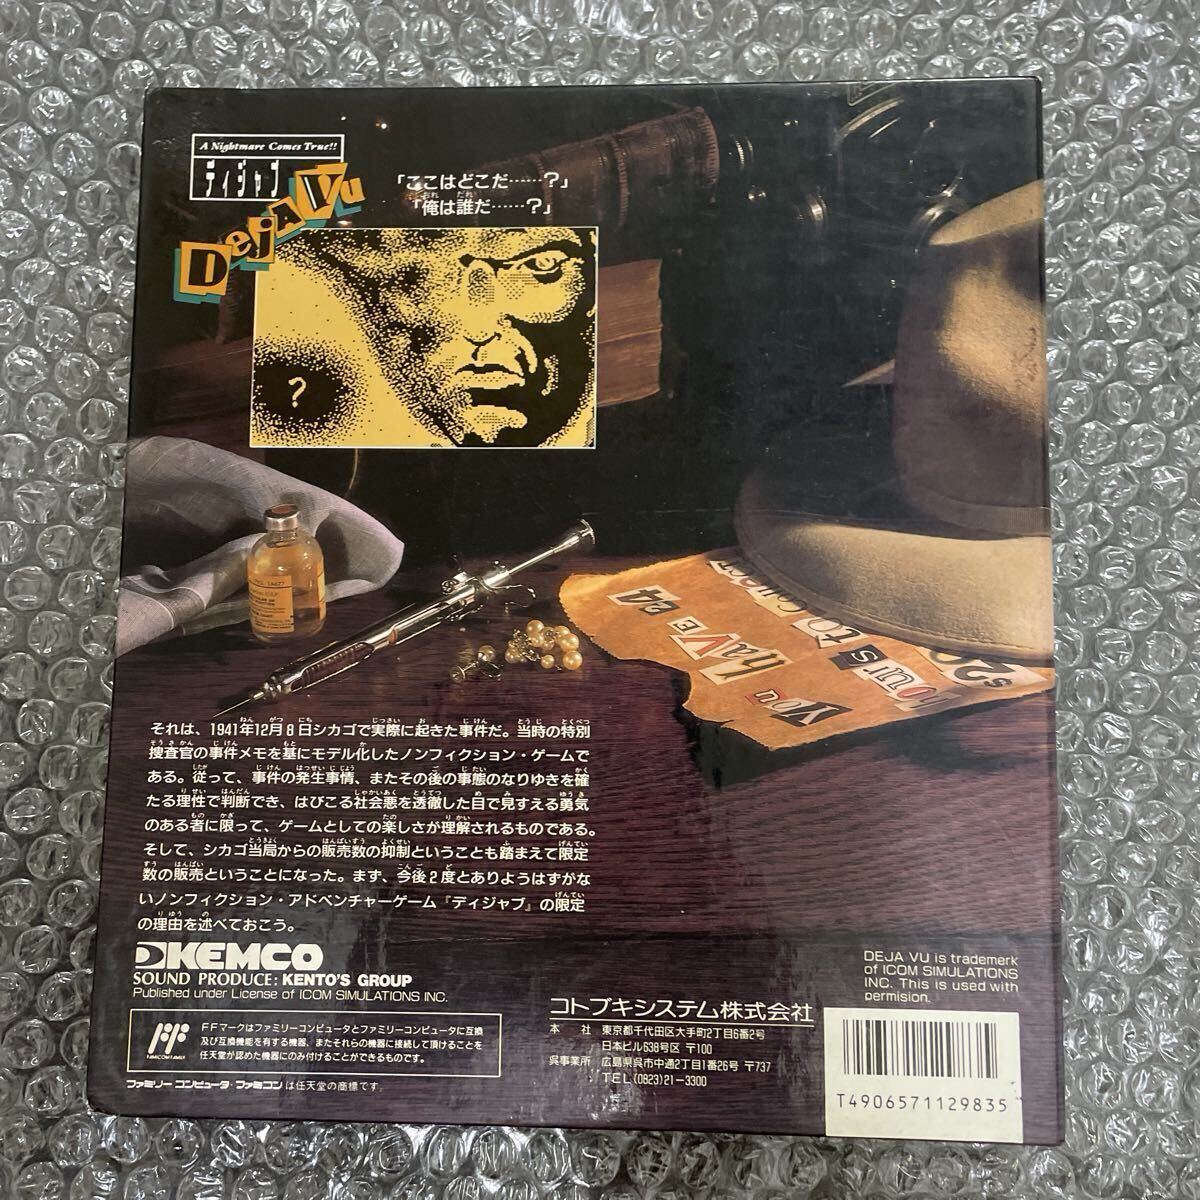 A Nightmare Comes True!!
ディジャブ
Deja Vu
「ここはどこだ……?」
「俺は誰だ……?」
?
YOU HAVE 24
HOURS TO COUGH
$20
それは、1941年12月8日シカゴで実際に起きた事件だ。当時の特別
捜査官の事件メモを基にモデル化したノンフィクション・ゲームで
ある。従って、事件の発生事情、またその後の事態のなりゆきを確
たる理性で判断でき、はびこる社会悪を透徹した目で見すえる勇気
のある者に限って、ゲームとしての楽しさが理解されるものである。
そして、シカゴ当局からの販売数の抑制ということも踏まえて限定
数の販売ということになった。まず、今後2度とありようはずがな
いノンフィクション・アドベンチャーゲーム『ディジャブ』の限定
の理由を述べておこう。
KEMCO
SOUND PRODUCE: KENTO'S GROUP
Published under License of ICOM SIMULATIONS INC.
DEJA VU is trademerk
of ICOM SIMULATIONS
INC. This is used with
permision.
コトブキシステム株式会社
本 社 東京都千代田区大手町2丁目6番2号
日本ビル638号区 〒100
呉事業所 広島県呉市中通2丁目1番26号 〒737
TEL(0823)21-3300
FF
FAMICOM FAMILY
FFマークはファミリーコンピュータとファミリーコンピュータに互換
及び互換機能を有する機器、またそれらの機器に接続して頂けることを
任天堂が認めた機器にのみ付けることができるものです。
ファミリーコンピュータ・ファミコンは任天堂の商標です。
T4906571129835